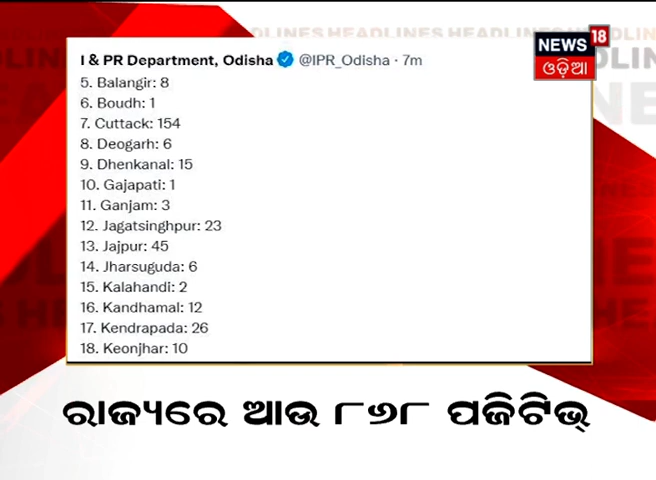 I & PR Department, Odisha @IPR_Odisha · 7m
5. Balangir: 8
6. Boudh: 1
7. Cuttack: 154
8. Deogarh: 6
9. Dhenkanal: 15
10. Gajapati: 1
11. Ganjam: 3
12. Jagatsinghpur: 23
13. Jajpur: 45
14. Jharsuguda: 6
15. Kalahandi: 2
16. Kandhamal: 12
17. Kendrapada: 26
18. Keonjhar: 10
NEWS 18
ଓଡ଼ିଆ
HEADLINES HEADLINES
ରାଜ୍ୟରେ ଆଉ ୮୬୮ ପଜିଟିଭ୍